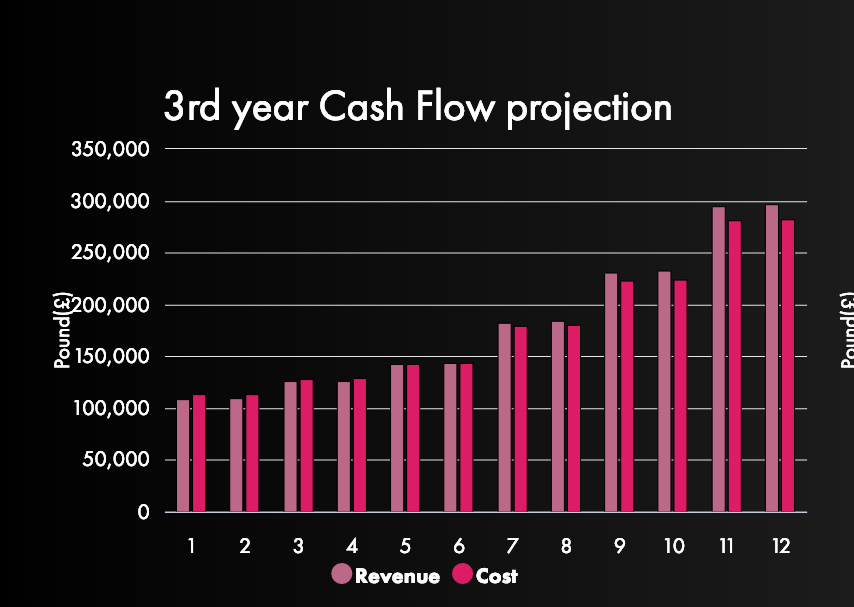 3rd year Cash Flow projection
350,000
300,000
250,000
200,000
150,000
100,000
50,000
0
Pound(£)
1 2 3 4 5 6 7 8 9 10 11 12
Revenue Cost
Pound(£)